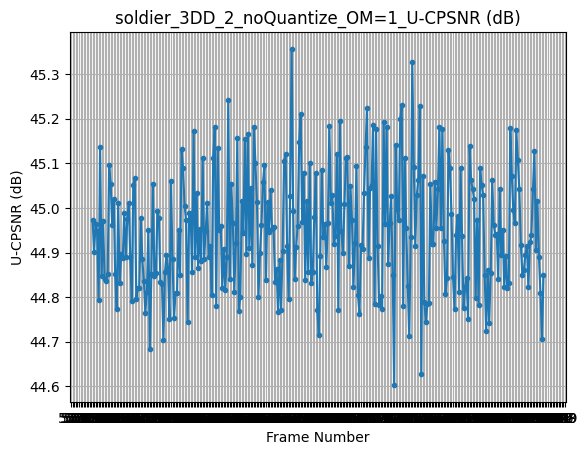 soldier_3DD_2_noQuantize_OM=1_U-CPSNR (dB)
U-CPSNR (dB)
45.3
45.2
45.1
45.0
44.9
44.8
44.7
44.6
Frame Number